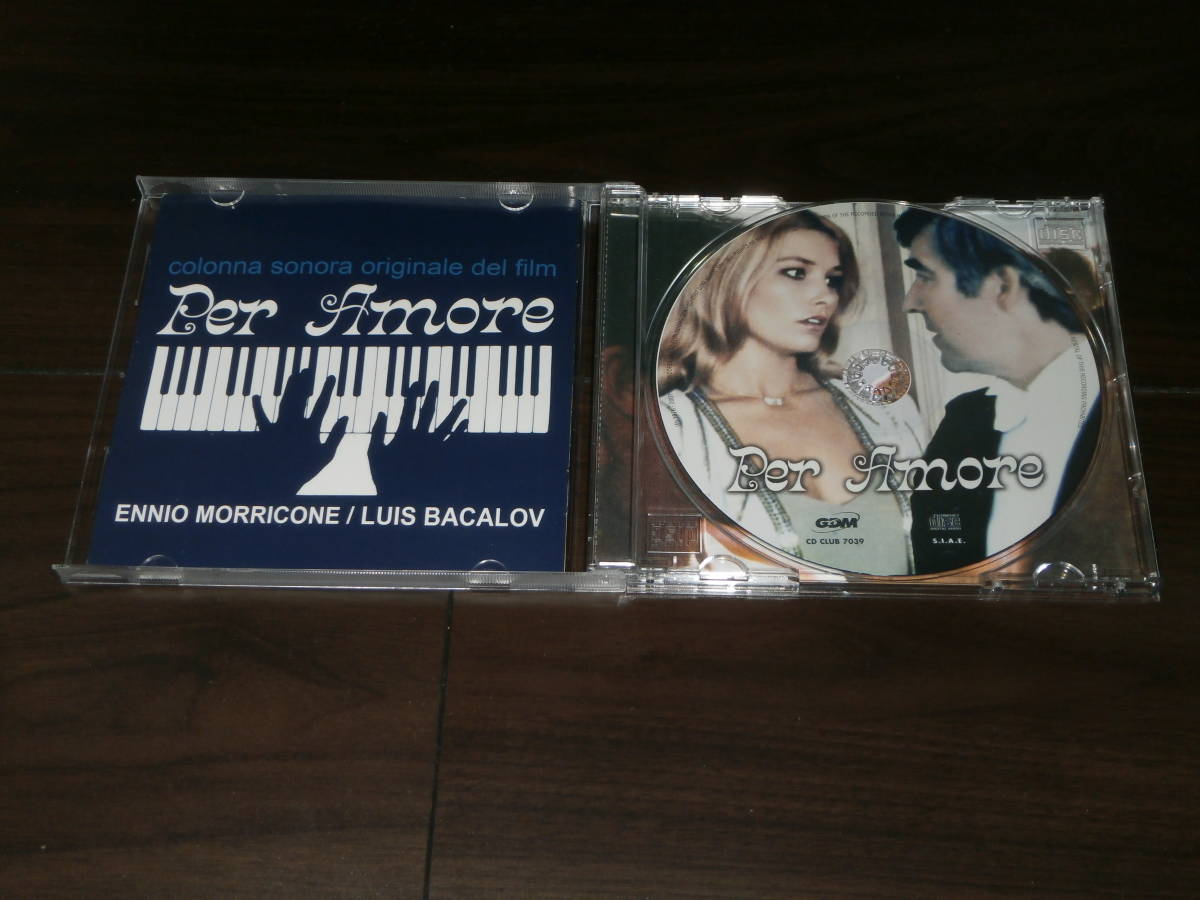 colonna sonora originale del film
Per Amore
ENNIO MORRICONE / LUIS BACALOV
Per Amore
GDM
CD CLUB 7039
S.I.A.E.